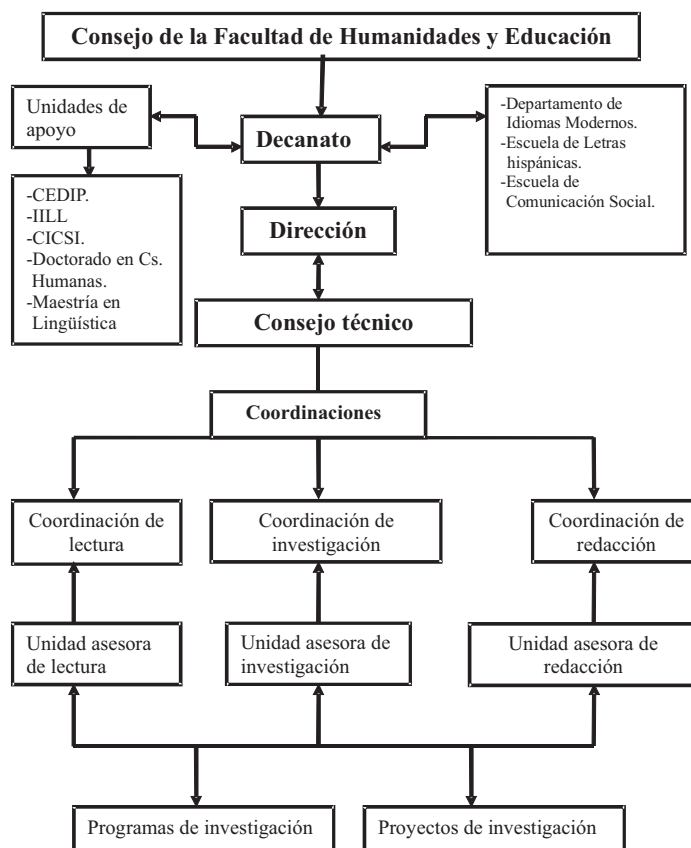 Consejo de la Facultad de Humanidades y Educación
Unidades de
apoyo
Decanato
-Departamento de
Idiomas Modernos.
-Escuela de Letras
hispánicas.
-Escuela de
Comunicación Social.
-CEDIP.
-IILL
-CICSI.
-Doctorado en Cs.
Humanas.
-Maestría en
Lingüística
Dirección
Consejo técnico
Coordinaciones
Coordinación de
lectura
Coordinación de
investigación
Coordinación de
redacción
Unidad asesora
de lectura
Unidad asesora de
investigación
Unidad asesora de
redacción
Programas de investigación
Proyectos de investigación